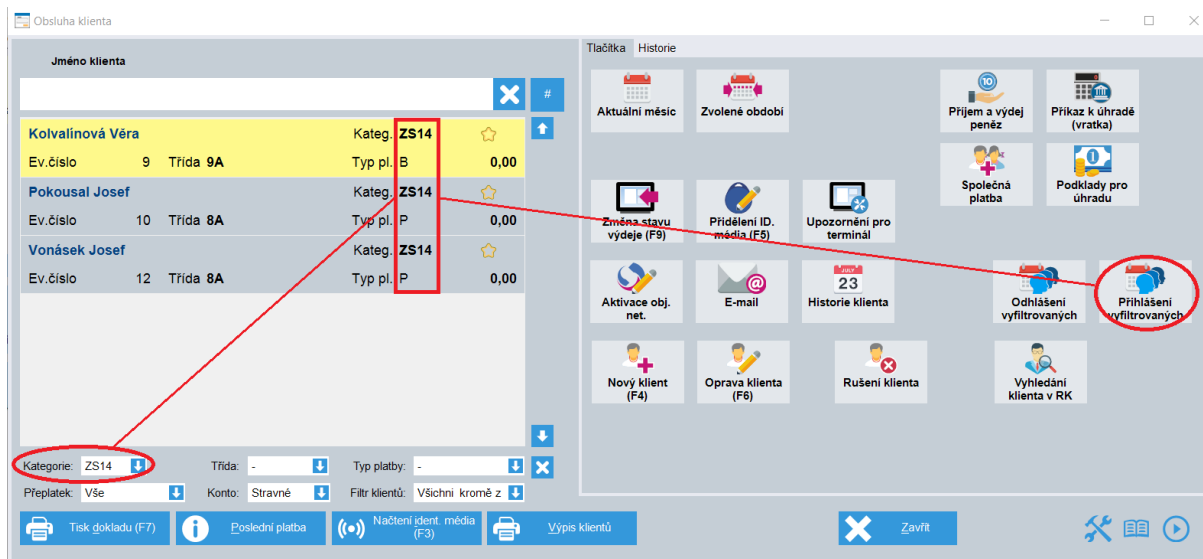 Obsluha klienta
Jméno klienta
#
Kolvalínová Věra Kateg. ZS14
Ev.číslo 9 Třída 9A Typ pl. B 0,00
Pokousal Josef Kateg. ZS14
Ev.číslo 10 Třída 8A Typ pl. P 0,00
Vonásek Josef Kateg. ZS14
Ev.číslo 12 Třída 8A Typ pl. P 0,00
Kategorie: ZS14 Třída: - Typ platby: -
Přeplatek: Vše Konto: Stravné Filtr klientů: Všichni kromě z
Tisk dokladu (F7)
Poslední platba
Načtení ident. média
(F3)
Výpis klientů
Tlačítka Historie
Aktuální měsíc
Zvolené období
10
Příjem a výdej
peněz
Příkaz k úhradě
(vratka)
Společná
platba
1
Podklady pro
úhradu
Změna stavu
výdeje (F9)
Přidělení ID.
média (F5)
Upozornění pro
terminál
Aktivace obj.
net.
@
E-mail
JULY
23
Historie klienta
Odhlášení
vyfiltrovaných
Přihlášení
vyfiltrovaných
Nový klient
(F4)
Oprava klienta
(F6)
Rušení klienta
Vyhledání
klienta v RK
Zavřít